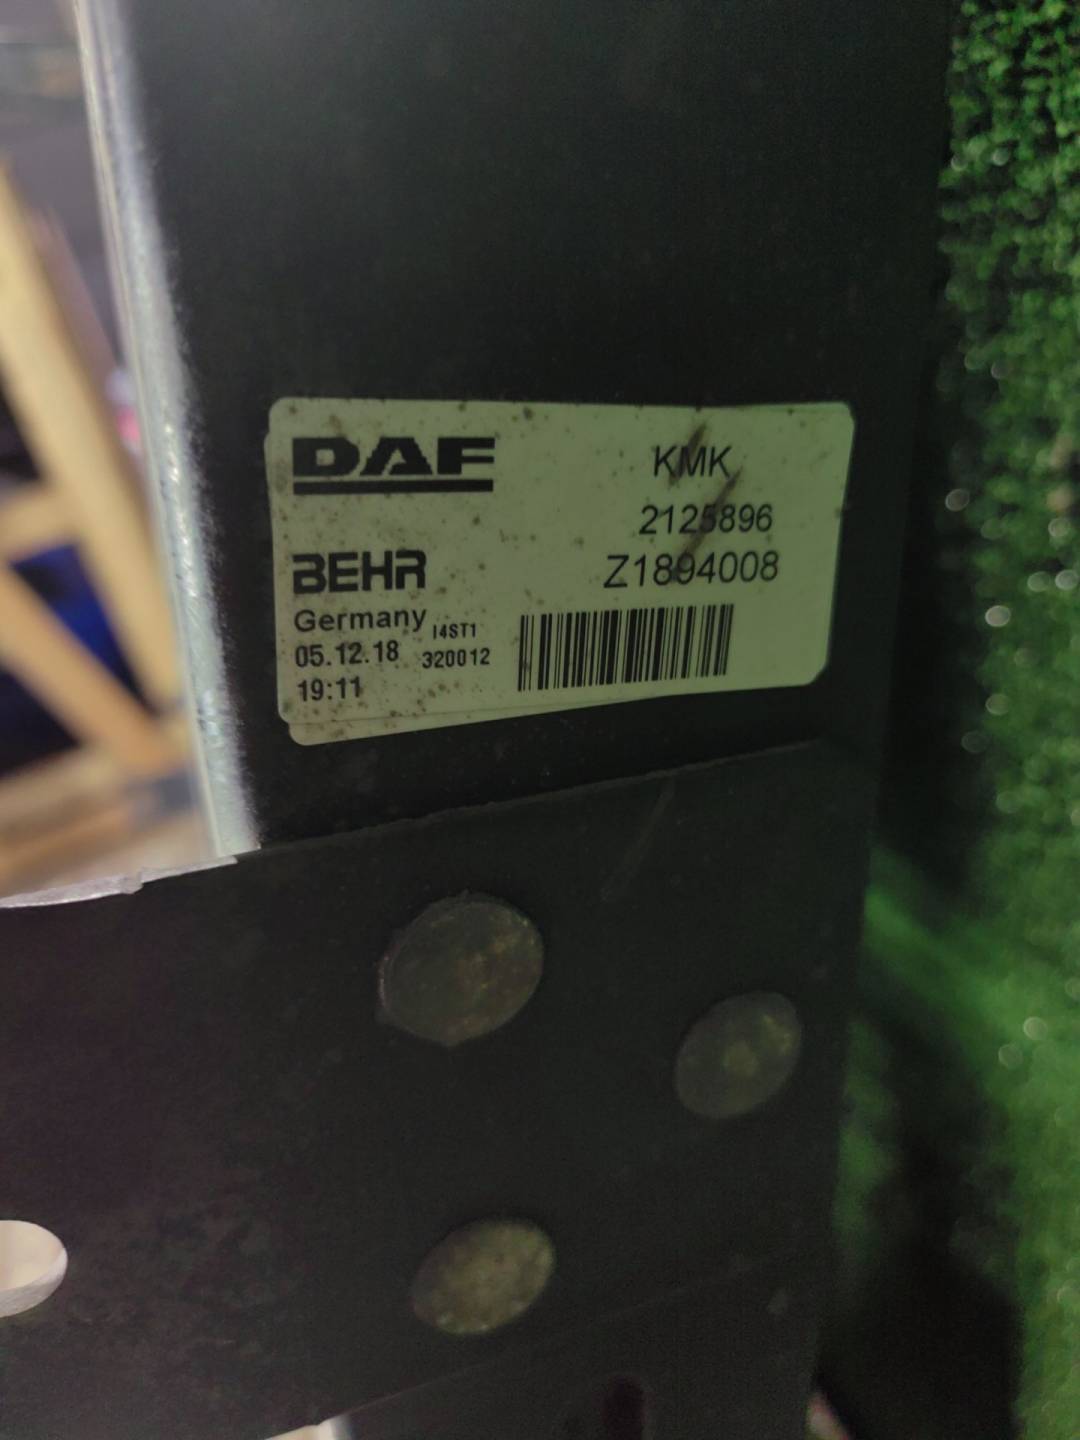 DAF
KMK
2125896
BEHR
Z1894008
Germany
I4ST1
05.12.18
320012
19:11